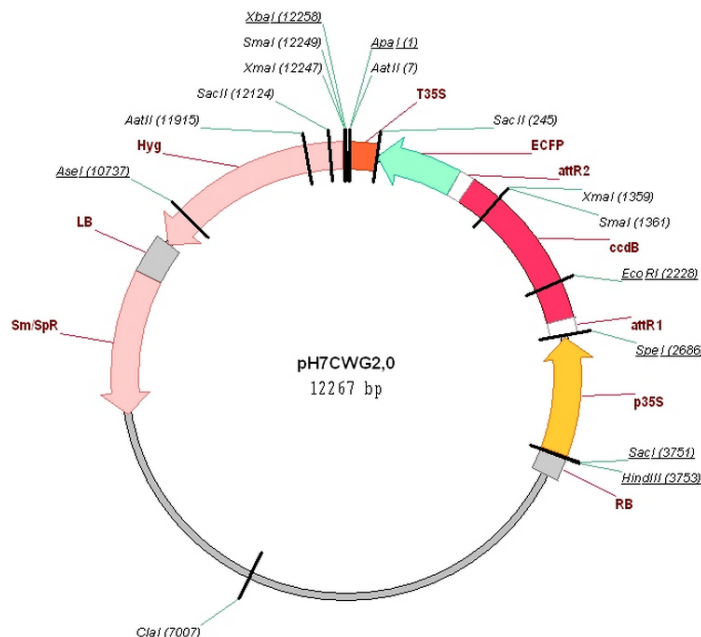 XbaI (12258)
SmaI (12249)
ApaI (1)
XmaI (12247)
AatII (7)
SacII (12124)
T35S
AatII (11915)
SacII (245)
Hyg
ECFP
AseI (10737)
attR2
XmaI (1359)
SmaI (1361)
LB
ccdB
EcoRI (2228)
Sm/SpR
attR1
SpeI (2686)
pH7CWG2,0
12267 bp
p35S
SacI (3751)
HindIII (3753)
RB
ClaI (7007)